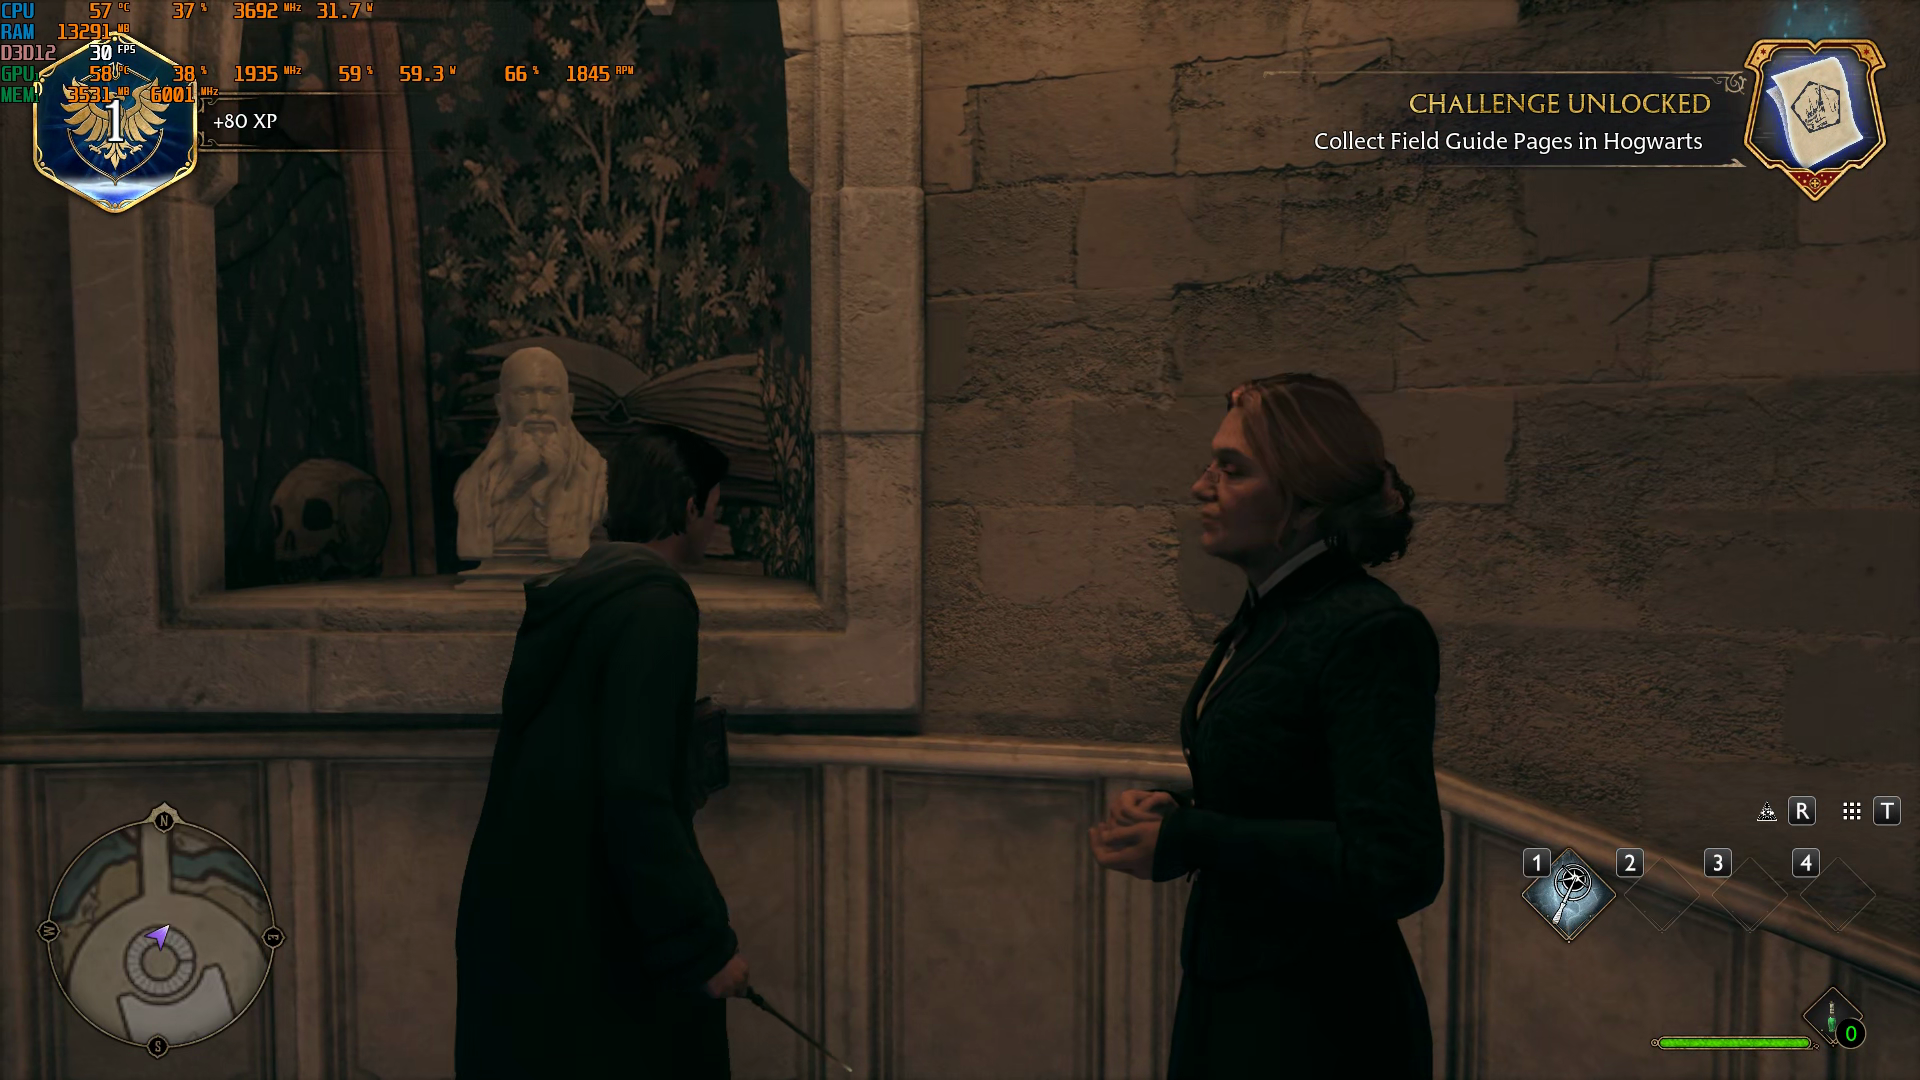 CPU 57 °C 37 % 3692 MHz 31.7 W
RAM 13291 MB
D3D12 30 FPS
GPU 58 °C 38 % 1935 MHz 59 % 59.3 W 66 % 1845 RPM
MEM 3531 MB 6001 MHz
1
+80 XP
CHALLENGE UNLOCKED
Collect Field Guide Pages in Hogwarts
N
W
E
S
R T
1 2 3 4
0